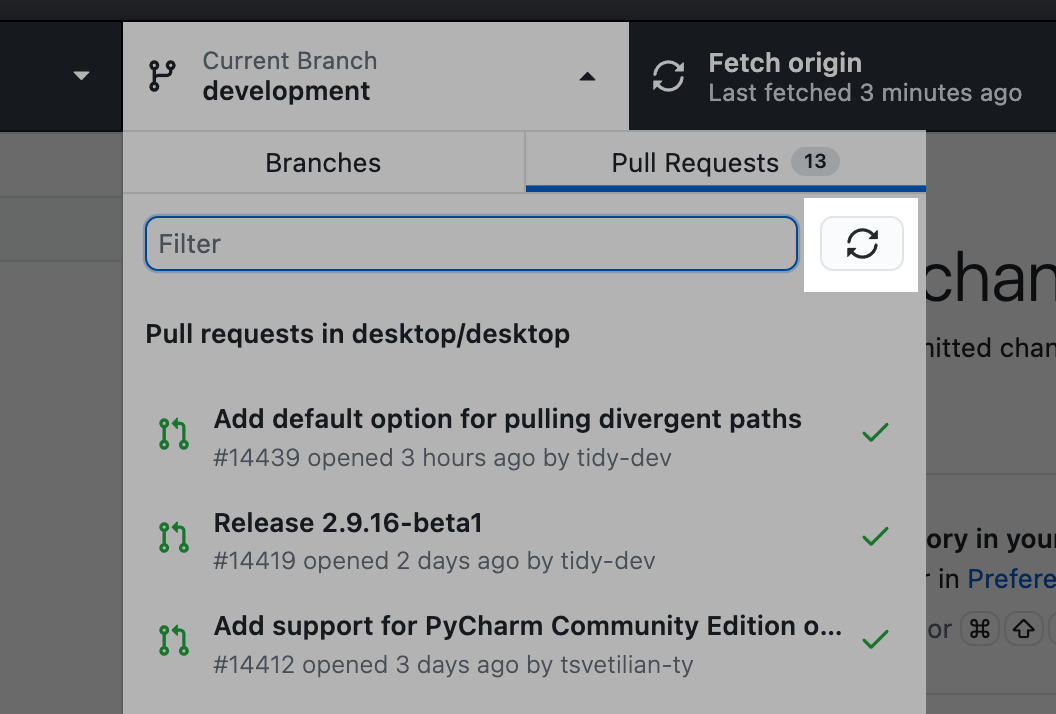 Current Branch
development
Fetch origin
Last fetched 3 minutes ago
Branches
Pull Requests 13
Filter
Pull requests in desktop/desktop
Add default option for pulling divergent paths
#14439 opened 3 hours ago by tidy-dev
Release 2.9.16-beta1
#14419 opened 2 days ago by tidy-dev
Add support for PyCharm Community Edition o...
#14412 opened 3 days ago by tsvetilian-ty
chan
nitted chan
ory in your
r in Prefere
or ⌘ ⇧